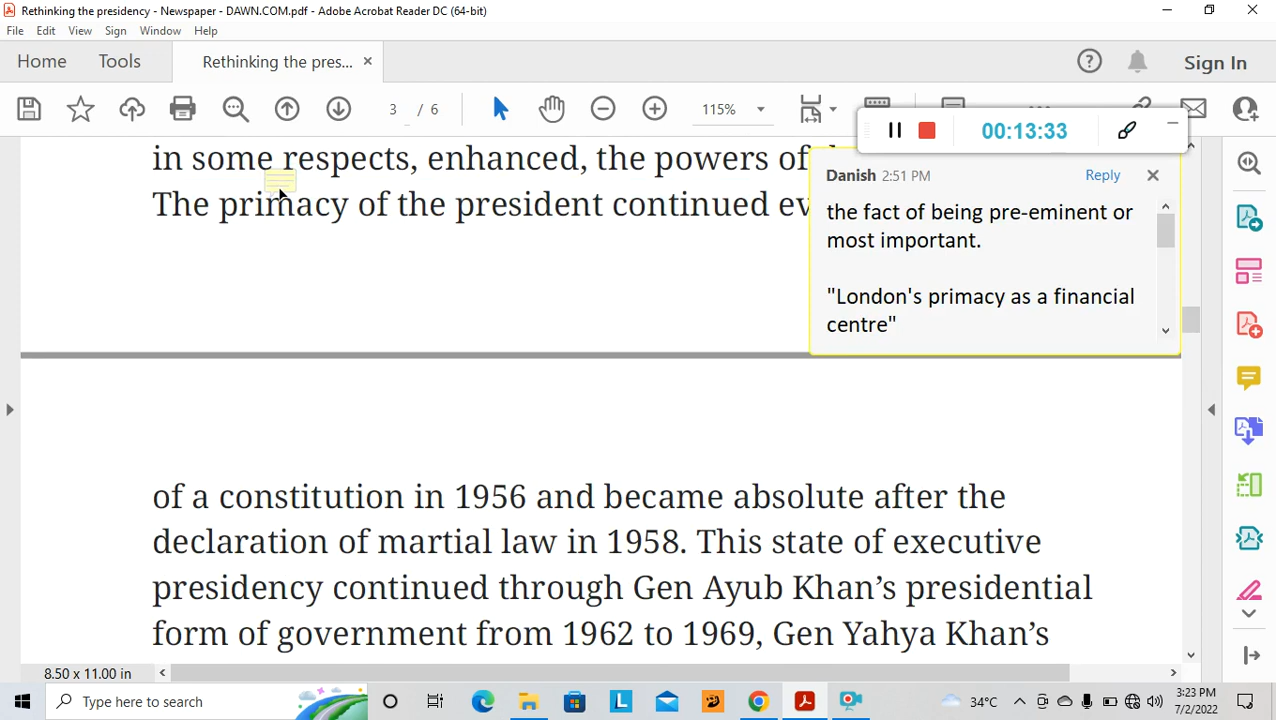 Rethinking the presidency - Newspaper - DAWN.COM.pdf - Adobe Acrobat Reader DC (64-bit)
File Edit View Sign Window Help
Home Tools Rethinking the pres... Sign In
3 / 6 115%
00:13:33
in some respects, enhanced, the powers of
The primacy of the president continued
Danish 2:51 PM Reply
the fact of being pre-eminent or
most important.
"London's primacy as a financial
centre"
of a constitution in 1956 and became absolute after the
declaration of martial law in 1958. This state of executive
presidency continued through Gen Ayub Khan’s presidential
form of government from 1962 to 1969, Gen Yahya Khan’s
8.50 x 11.00 in
Type here to search
34°C
3:23 PM
7/2/2022